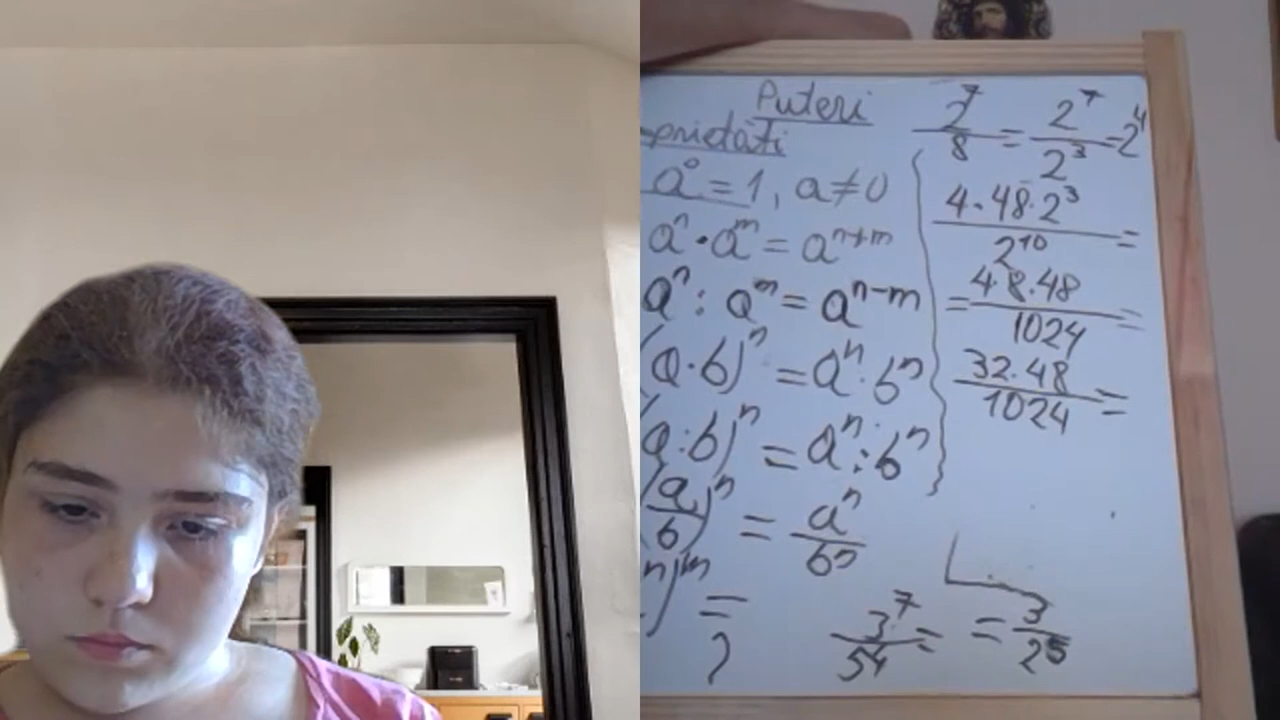 Puteri
prietăți
a⁰ = 1, a ≠ 0
aⁿ · aᵐ = aⁿ⁺ᵐ
aⁿ : aᵐ = aⁿ⁻ᵐ
(a·b)ⁿ = aⁿ · bⁿ
(a:b)ⁿ = aⁿ : bⁿ
(a/b)ⁿ = aⁿ/bⁿ
ⁿ)ᵐ =
?
2⁷/8 = 2⁷/2³ = 2⁴
4·48·2³/2¹⁰ =
= 4·8·48/1024 =
32·48/1024 =
3⁷/54 =
= 3/2⁵